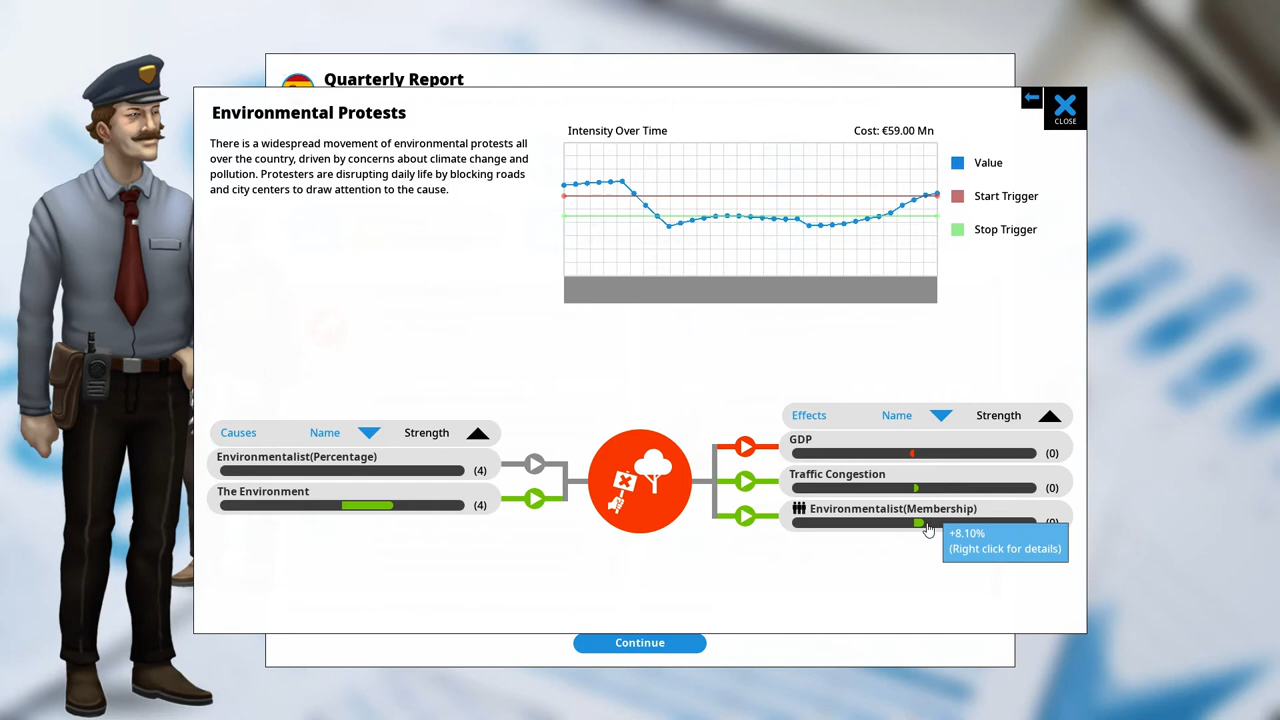 Quarterly Report
Environmental Protests
CLOSE
There is a widespread movement of environmental protests all
over the country, driven by concerns about climate change and
pollution. Protesters are disrupting daily life by blocking roads
and city centers to draw attention to the cause.
Intensity Over Time
Cost: €59.00 Mn
Value
Start Trigger
Stop Trigger
Causes Name Strength
Environmentalist(Percentage)
(4)
The Environment
(4)
Effects Name Strength
GDP
(0)
Traffic Congestion
(0)
Environmentalist(Membership)
(0)
+8.10%
(Right click for details)
Continue